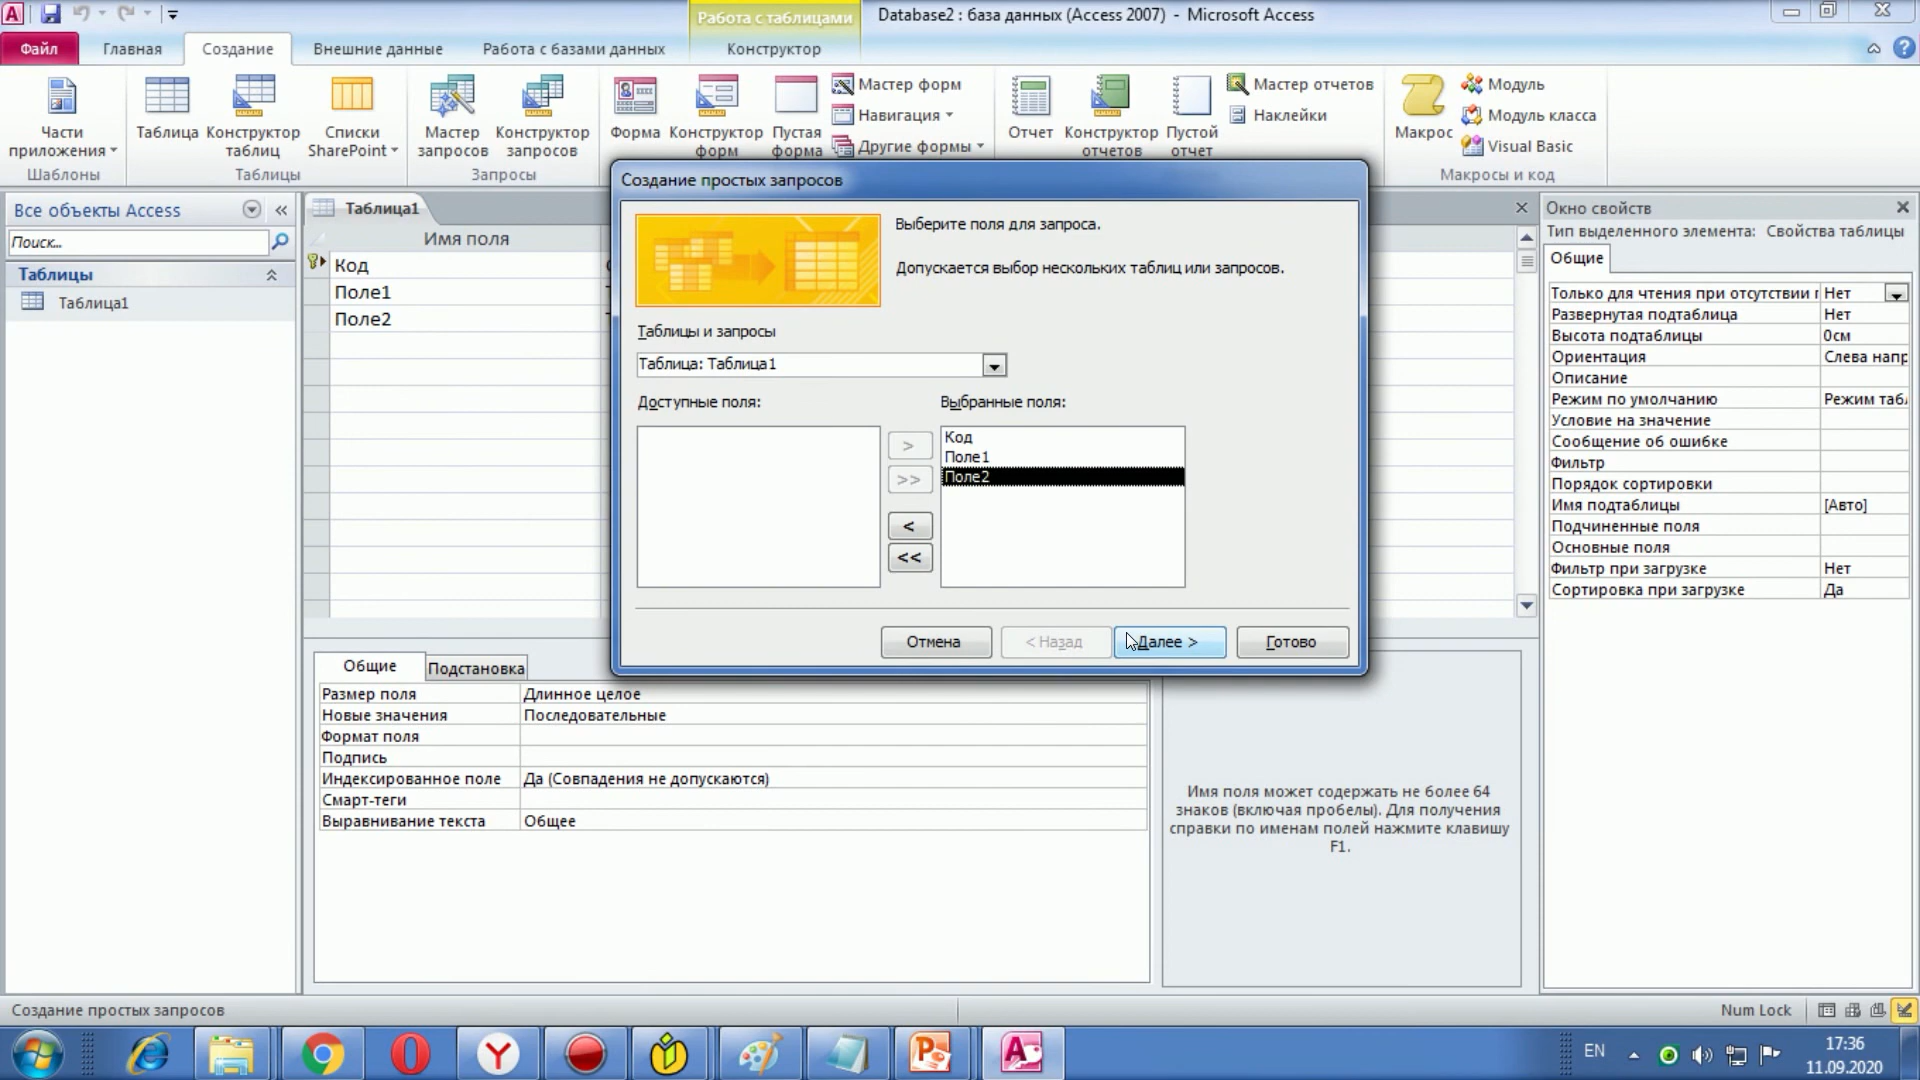 Работа с таблицами
Database2 : база данных (Access 2007) - Microsoft Access
Файл
Главная
Создание
Внешние данные
Работа с базами данных
Конструктор
Части приложения
Шаблоны
Таблица
Конструктор таблиц
Списки SharePoint
Таблицы
Мастер запросов
Конструктор запросов
Запросы
Форма
Конструктор форм
Пустая форма
Мастер форм
Навигация
Другие формы
Отчет
Конструктор отчетов
Пустой отчет
Мастер отчетов
Наклейки
Макрос
Модуль
Модуль класса
Visual Basic
Макросы и код
Все объекты Access
Поиск...
Таблицы
Таблица1
Таблица1
Имя поля
Код
Поле1
Поле2
Создание простых запросов
Выберите поля для запроса.
Допускается выбор нескольких таблиц или запросов.
Таблицы и запросы
Таблица: Таблица1
Доступные поля:
Выбранные поля:
>
>>
<
<<
Код
Поле1
Поле2
Отмена
< Назад
Далее >
Готово
Общие
Подстановка
Размер поля Длинное целое
Новые значения Последовательные
Формат поля
Подпись
Индексированное поле Да (Совпадения не допускаются)
Смарт-теги
Выравнивание текста Общее
Имя поля может содержать не более 64
знаков (включая пробелы). Для получения
справки по именам полей нажмите клавишу
F1.
Окно свойств
Тип выделенного элемента: Свойства таблицы
Общие
Только для чтения при отсутствии Нет
Развернутая подтаблица Нет
Высота подтаблицы 0см
Ориентация Слева напр
Описание
Режим по умолчанию Режим таб
Условие на значение
Сообщение об ошибке
Фильтр
Порядок сортировки
Имя подтаблицы [Авто]
Подчиненные поля
Основные поля
Фильтр при загрузке Нет
Сортировка при загрузке Да
Создание простых запросов
Num Lock
EN
17:36
11.09.2020